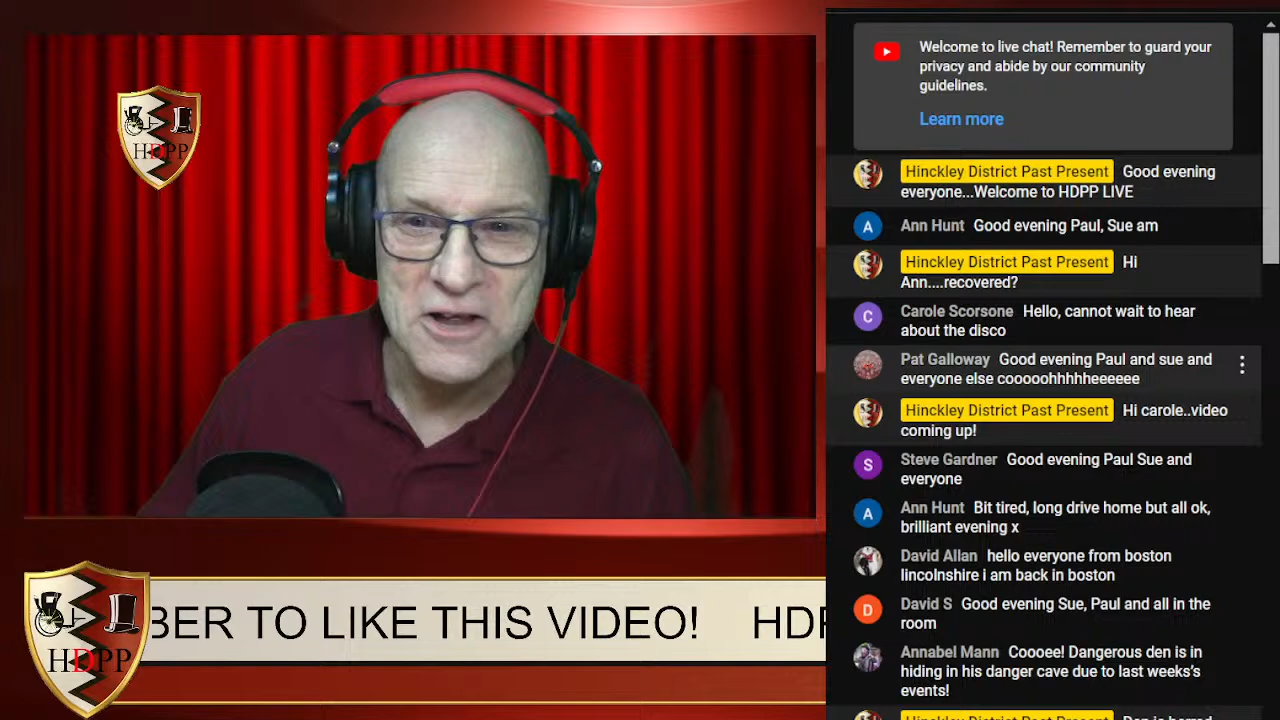 HDPP
BER TO LIKE THIS VIDEO! HDP
HDPP
Welcome to live chat! Remember to guard your
privacy and abide by our community
guidelines.
Learn more
Hinckley District Past Present Good evening
everyone...Welcome to HDPP LIVE
A Ann Hunt Good evening Paul, Sue am
Hinckley District Past Present Hi
Ann....recovered?
C Carole Scorsone Hello, cannot wait to hear
about the disco
Pat Galloway Good evening Paul and sue and
everyone else cooooohhhhheeeeee
Hinckley District Past Present Hi carole..video
coming up!
S Steve Gardner Good evening Paul Sue and
everyone
A Ann Hunt Bit tired, long drive home but all ok,
brilliant evening x
David Allan hello everyone from boston
lincolnshire i am back in boston
D David S Good evening Sue, Paul and all in the
room
Annabel Mann Coooee! Dangerous den is in
hiding in his danger cave due to last weeks's
events!
Hinckley District Past Present